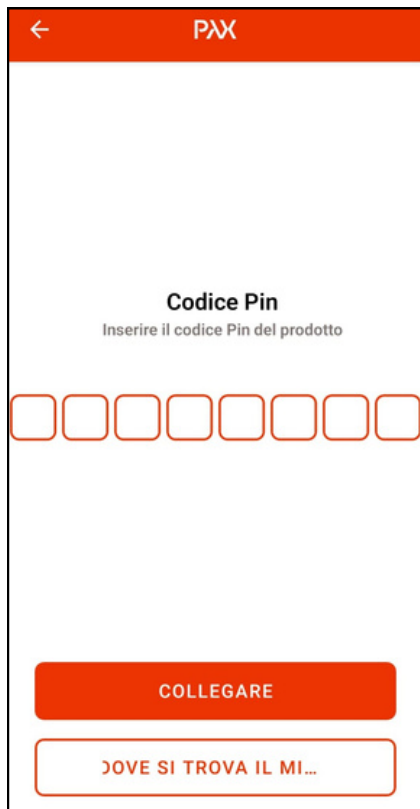 PAX
Codice Pin
Inserire il codice Pin del prodotto
COLLEGARE
DOVE SI TROVA IL MI...